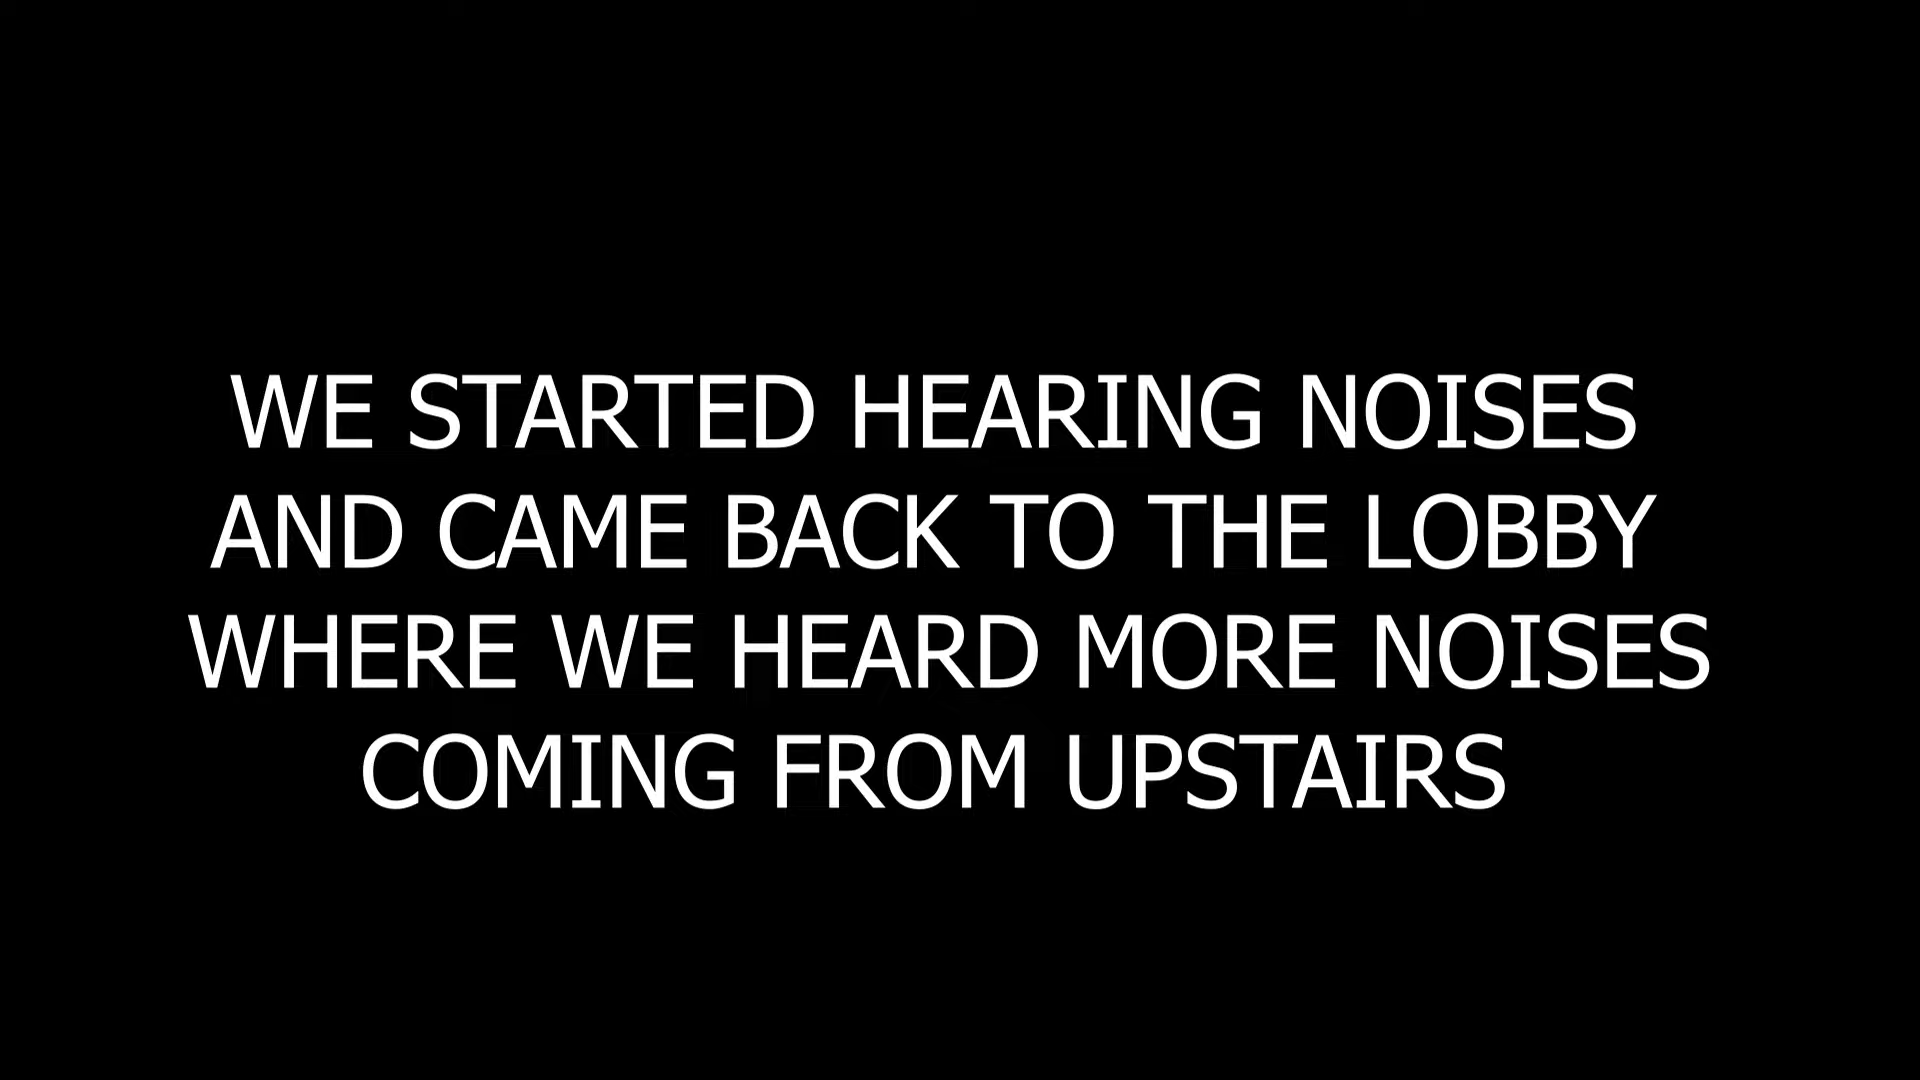 WE STARTED HEARING NOISES
AND CAME BACK TO THE LOBBY
WHERE WE HEARD MORE NOISES
COMING FROM UPSTAIRS